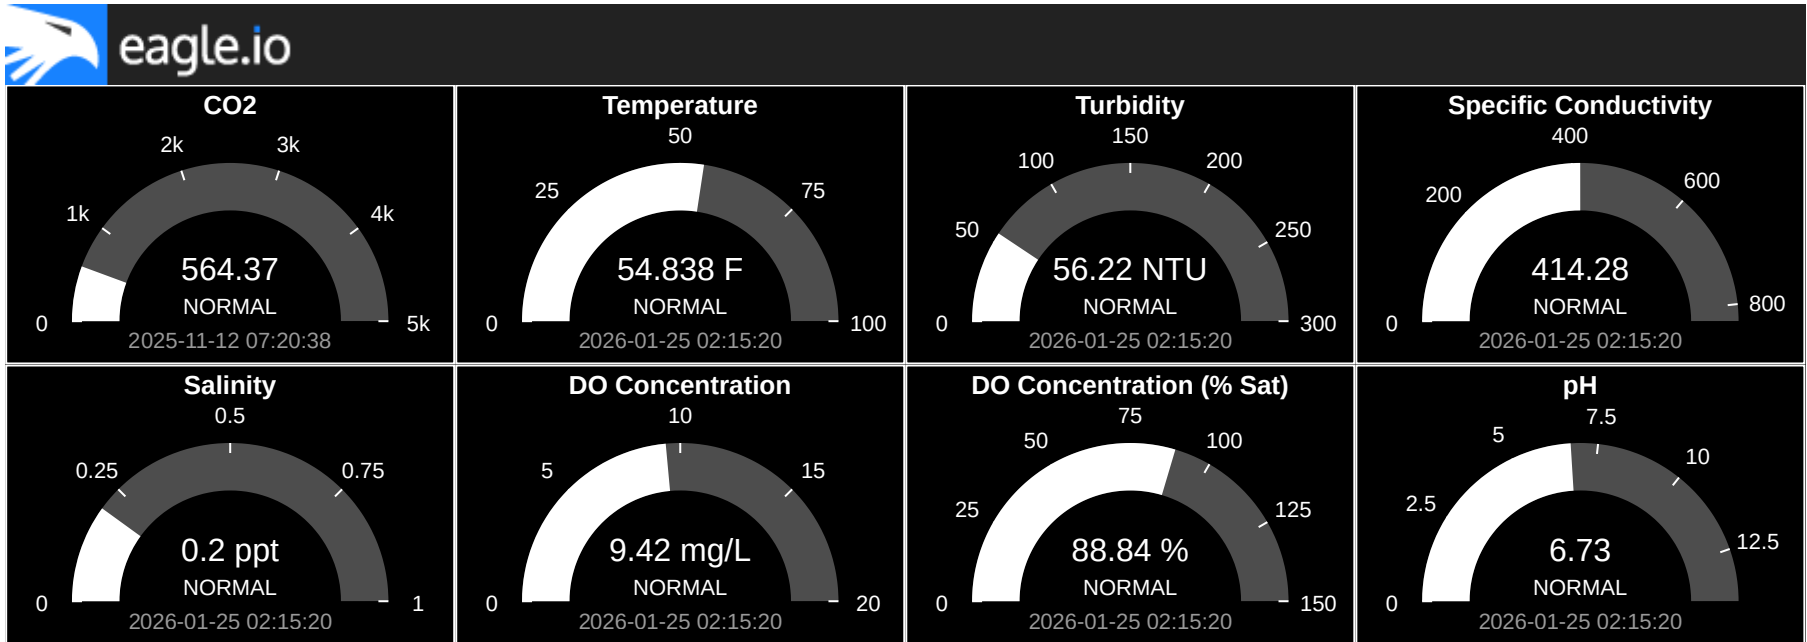 eagle.io
CO2
0
1k
2k
3k
4k
5k
564.37
NORMAL
2025-11-12 07:20:38
Temperature
0
25
50
75
100
54.838 F
NORMAL
2026-01-25 02:15:20
Turbidity
0
50
100
150
200
250
300
56.22 NTU
NORMAL
2026-01-25 02:15:20
Specific Conductivity
0
200
400
600
800
414.28
NORMAL
2026-01-25 02:15:20
Salinity
0
0.25
0.5
0.75
1
0.2 ppt
NORMAL
2026-01-25 02:15:20
DO Concentration
0
5
10
15
20
9.42 mg/L
NORMAL
2026-01-25 02:15:20
DO Concentration (% Sat)
0
25
50
75
100
125
150
88.84 %
NORMAL
2026-01-25 02:15:20
pH
0
2.5
5
7.5
10
12.5
6.73
NORMAL
2026-01-25 02:15:20